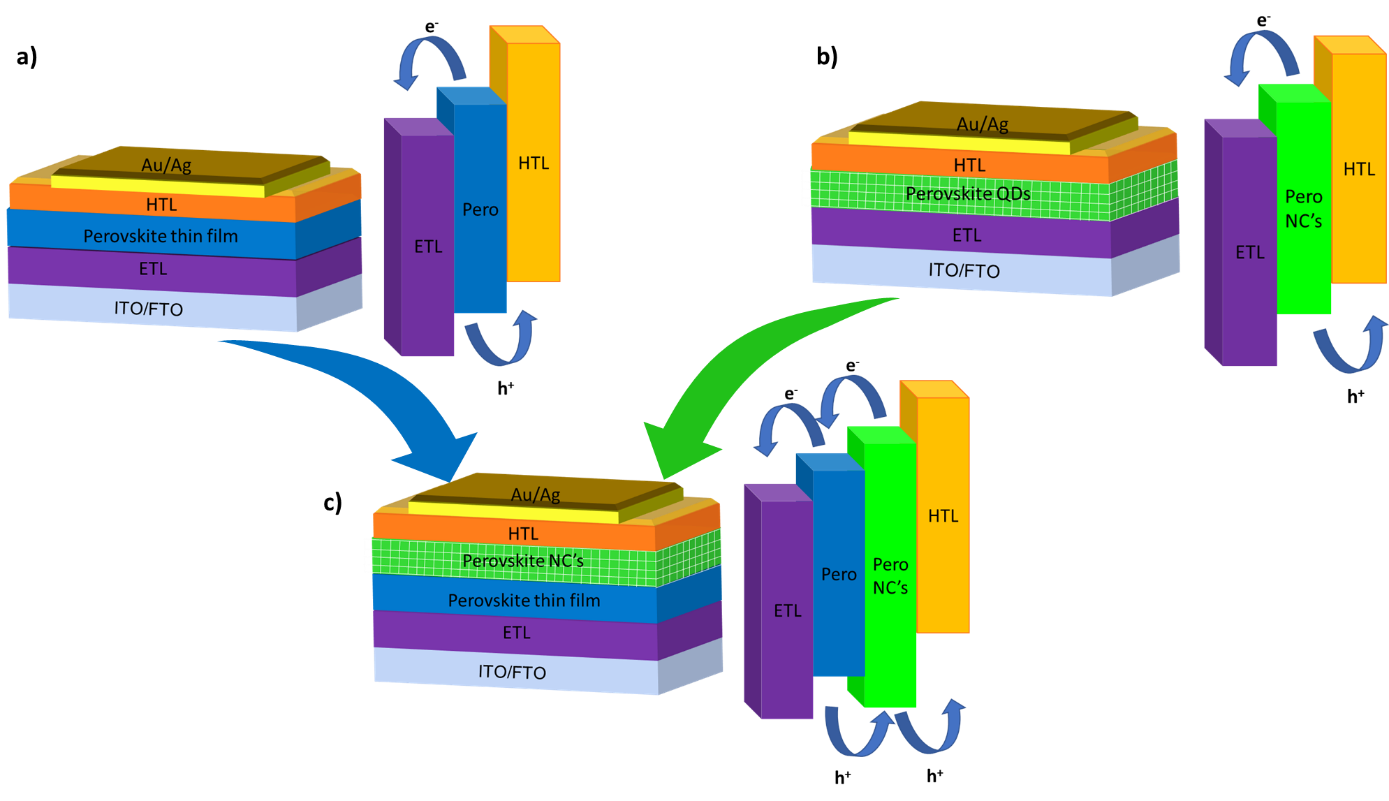 a)
e-
Au/Ag
HTL
Perovskite thin film
ETL
ITO/FTO
ETL
Pero
HTL
h+
b)
e-
Au/Ag
HTL
Perovskite QDs
ETL
ITO/FTO
ETL
Pero
NC's
HTL
h+
c)
e-
e-
Au/Ag
HTL
Perovskite NC's
Perovskite thin film
ETL
ITO/FTO
ETL
Pero
Pero
NC's
HTL
h+
h+